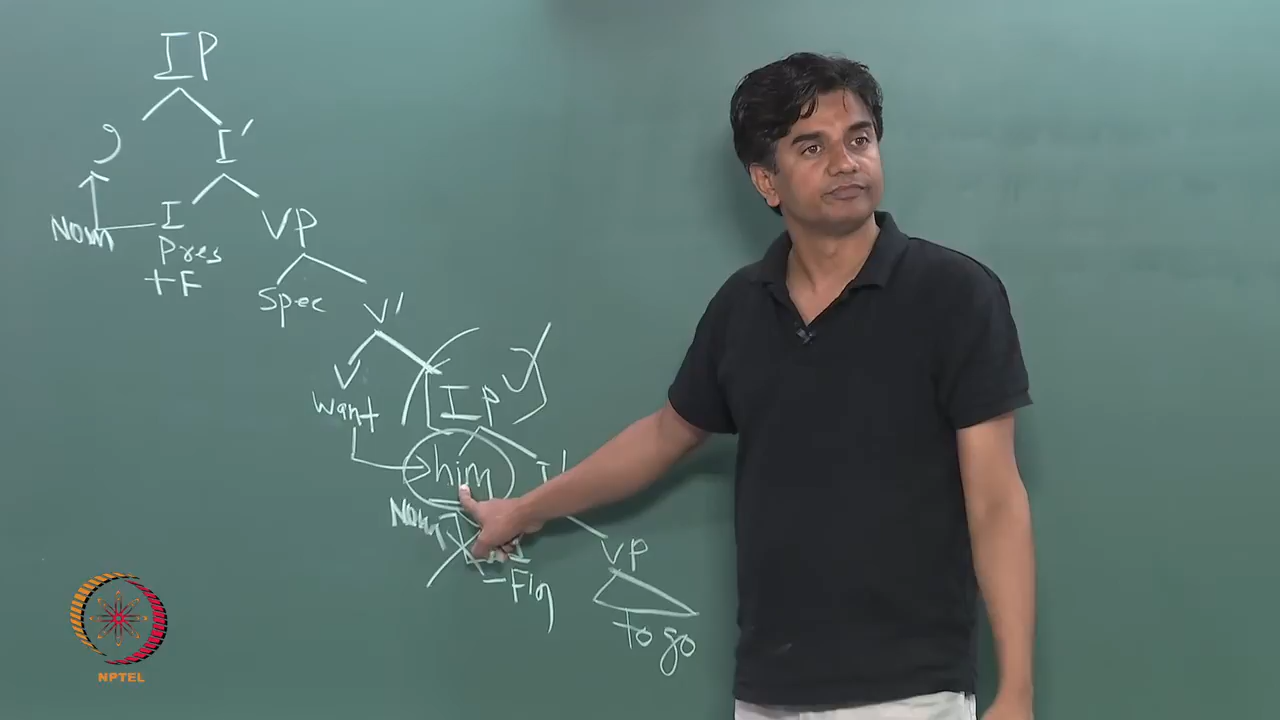 IP
I'
Nom I VP
Pres
+F
Spec
V'
V
want IP
him I'
Nom I VP
-Fin
to go
NPTEL